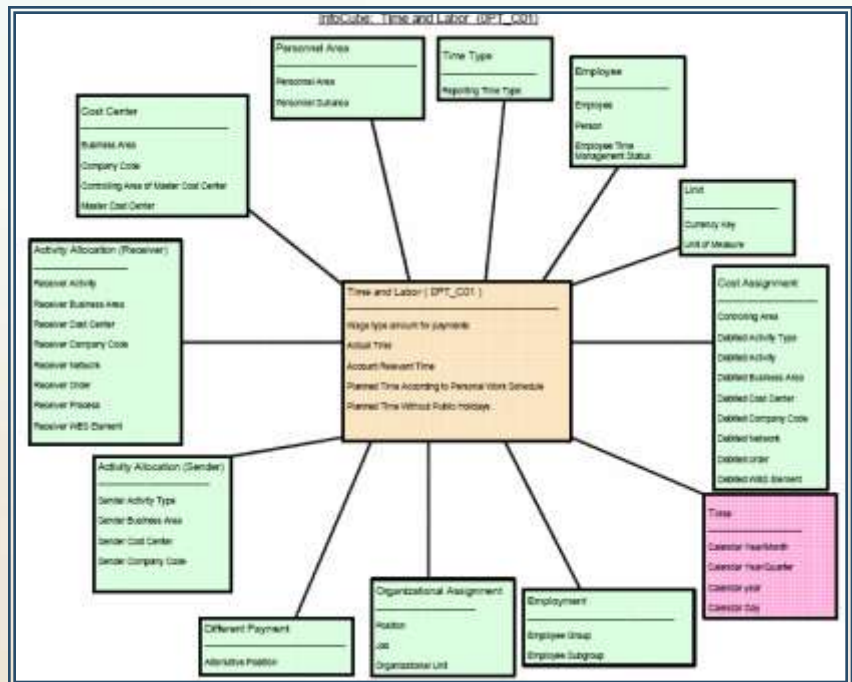 InfoCube: Time and Labor (0PT_C01)
Personnel Area
Personnel Area
Personnel Subarea
Time Type
Reporting Time Type
Employee
Employee
Person
Employee Time
Management Status
Cost Center
Business Area
Company Code
Controlling Area of Master Cost Center
Master Cost Center
Unit
Currency Key
Unit of Measure
Activity Allocation (Receiver)
Receiver Activity
Receiver Business Area
Receiver Cost Center
Receiver Company Code
Receiver Network
Receiver Order
Receiver Process
Receiver WBS Element
Time and Labor ( 0PT_C01 )
Wage type amount for payments
Actual Time
Account Relevant Time
Planned Time According to Personal Work Schedule
Planned Time Without Public Holidays
Cost Assignment
Controlling Area
Debited Activity Type
Debited Activity
Debited Business Area
Debited Cost Center
Debited Company Code
Debited Network
Debited Order
Debited WBS Element
Activity Allocation (Sender)
Sender Activity Type
Sender Business Area
Sender Cost Center
Sender Company Code
Time
Calendar Year/Month
Calendar Year/Quarter
Calendar year
Calendar Day
Different Payment
Alternative Position
Organizational Assignment
Position
Job
Organizational Unit
Employment
Employee Group
Employee Subgroup